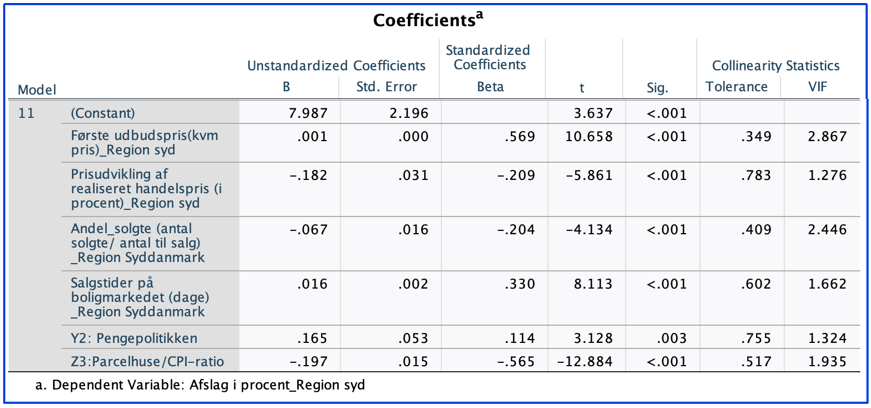 Coefficientsa
Unstandardized Coefficients Standardized Coefficients Collinearity Statistics
Model B Std. Error Beta t Sig. Tolerance VIF
11 (Constant) 7.987 2.196 3.637 <.001
Første udbudspris(kvm pris)_Region syd .001 .000 .569 10.658 <.001 .349 2.867
Prisudvikling af realiseret handelspris (i procent)_Region syd -.182 .031 -.209 -5.861 <.001 .783 1.276
Andel_solgte (antal solgte/ antal til salg) _Region Syddanmark -.067 .016 -.204 -4.134 <.001 .409 2.446
Salgstider på boligmarkedet (dage) _Region Syddanmark .016 .002 .330 8.113 <.001 .602 1.662
Y2: Pengepolitikken .165 .053 .114 3.128 .003 .755 1.324
Z3:Parcelhuse/CPI-ratio -.197 .015 -.565 -12.884 <.001 .517 1.935
a. Dependent Variable: Afslag i procent_Region syd